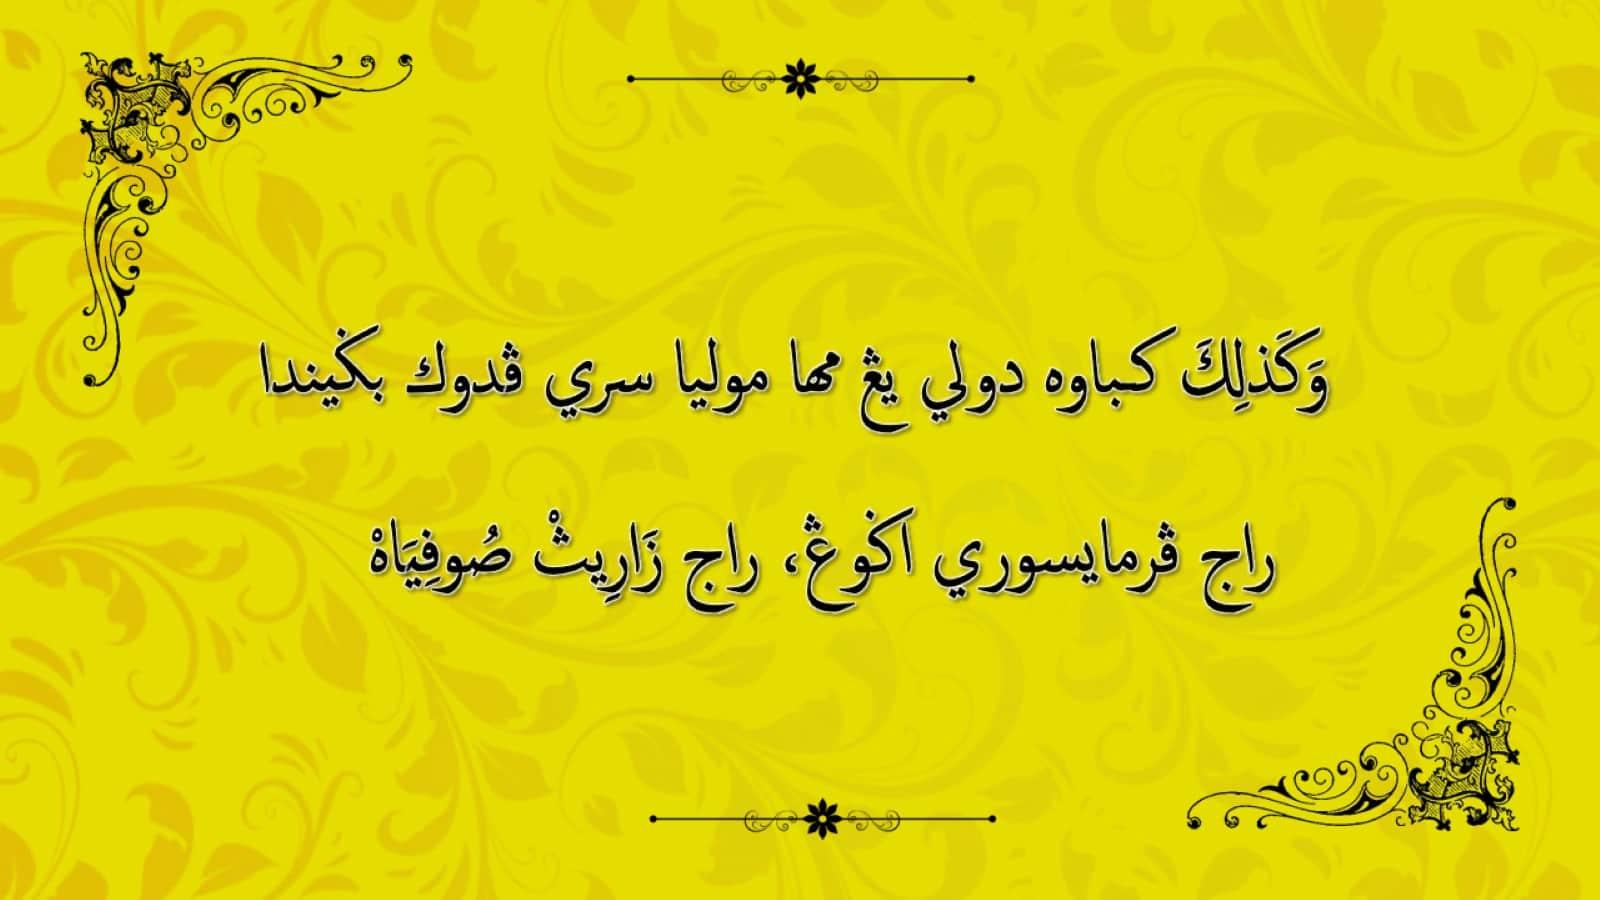 وَكَذٰلِكَ كباوه دولي يڠ مها موليا سري ڤدوك بݢيندا
راج ڤرمايسوري اݢوڠ، راج زَارِيثْ صُوفِيَاهْ